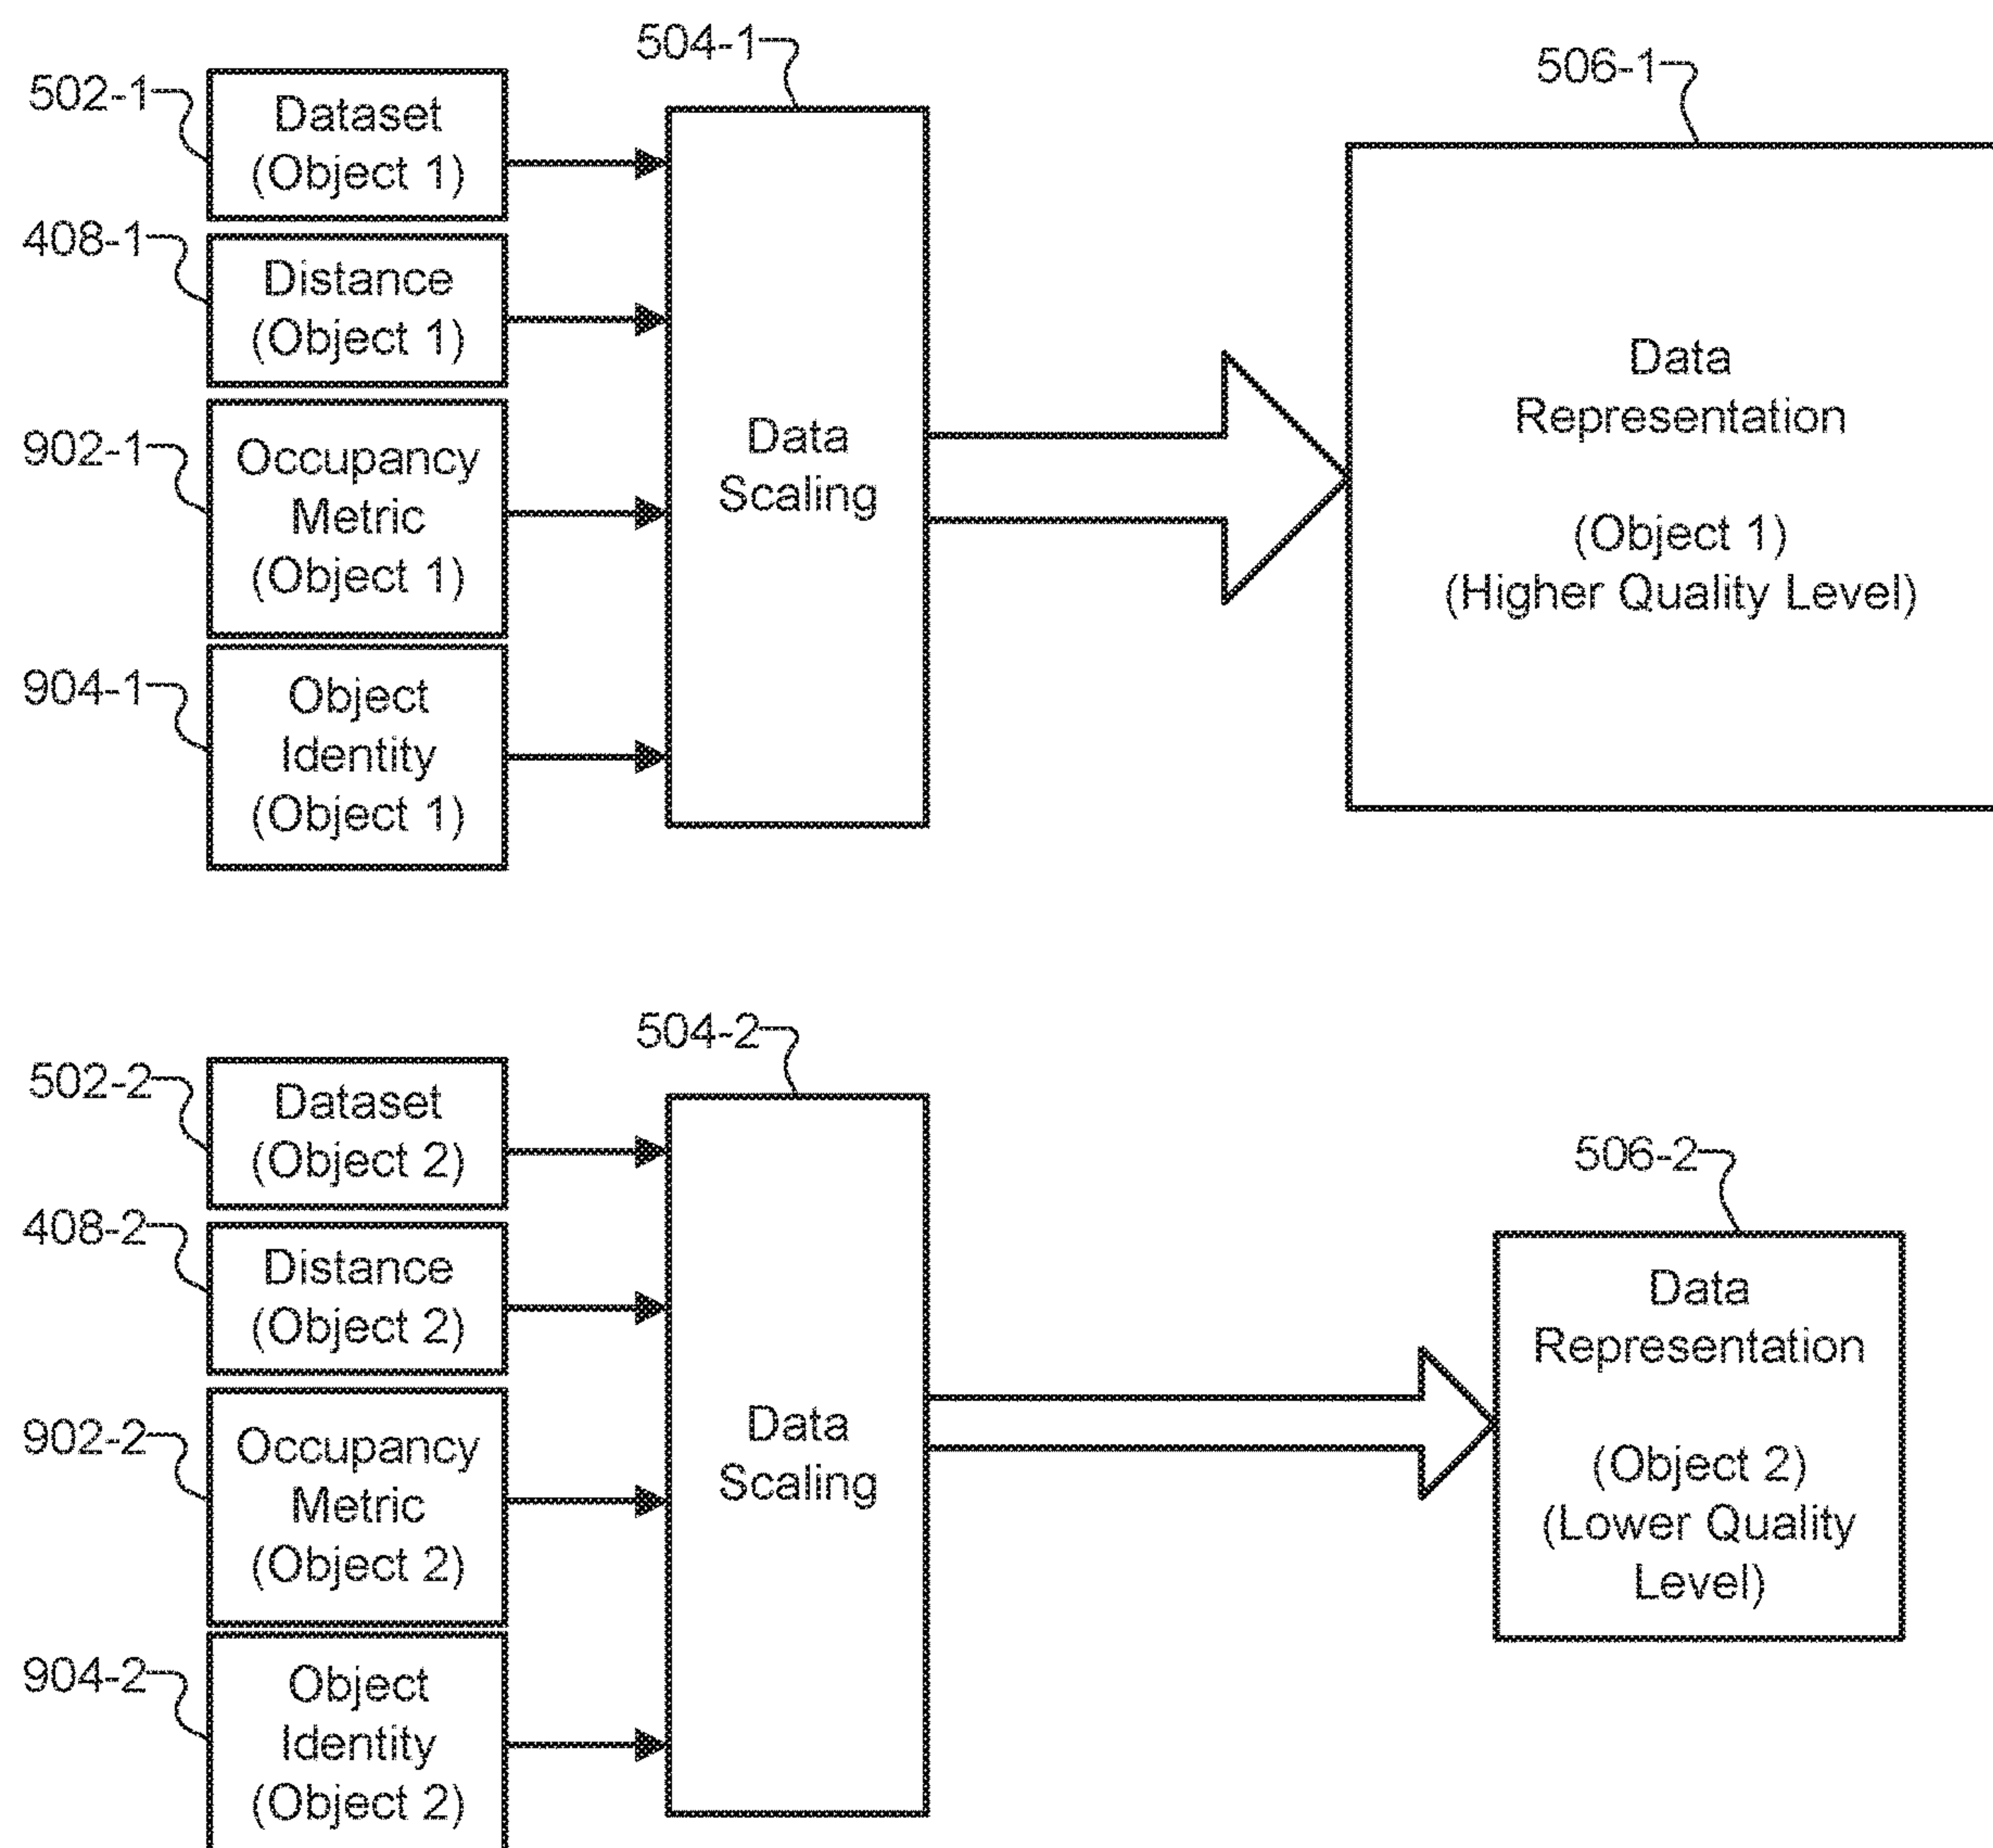 504-1
506-1
502-1
Dataset
(Object 1)
408-1
Distance
(Object 1)
902-1
Occupancy
Metric
(Object 1)
904-1
Object
Identity
(Object 1)
Data
Scaling
Data
Representation
(Object 1)
(Higher Quality Level)
504-2
506-2
502-2
Dataset
(Object 2)
408-2
Distance
(Object 2)
902-2
Occupancy
Metric
(Object 2)
904-2
Object
Identity
(Object 2)
Data
Scaling
Data
Representation
(Object 2)
(Lower Quality
Level)